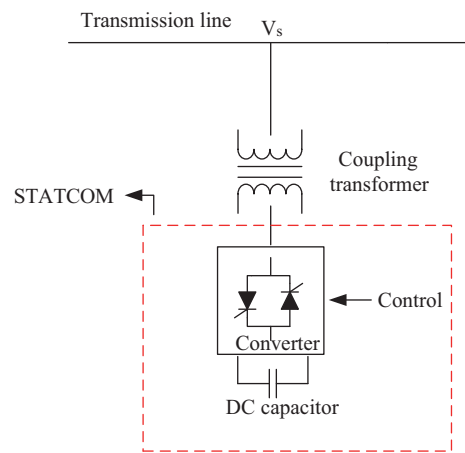 Transmission line
Vs
Coupling
transformer
STATCOM
Control
Converter
DC capacitor